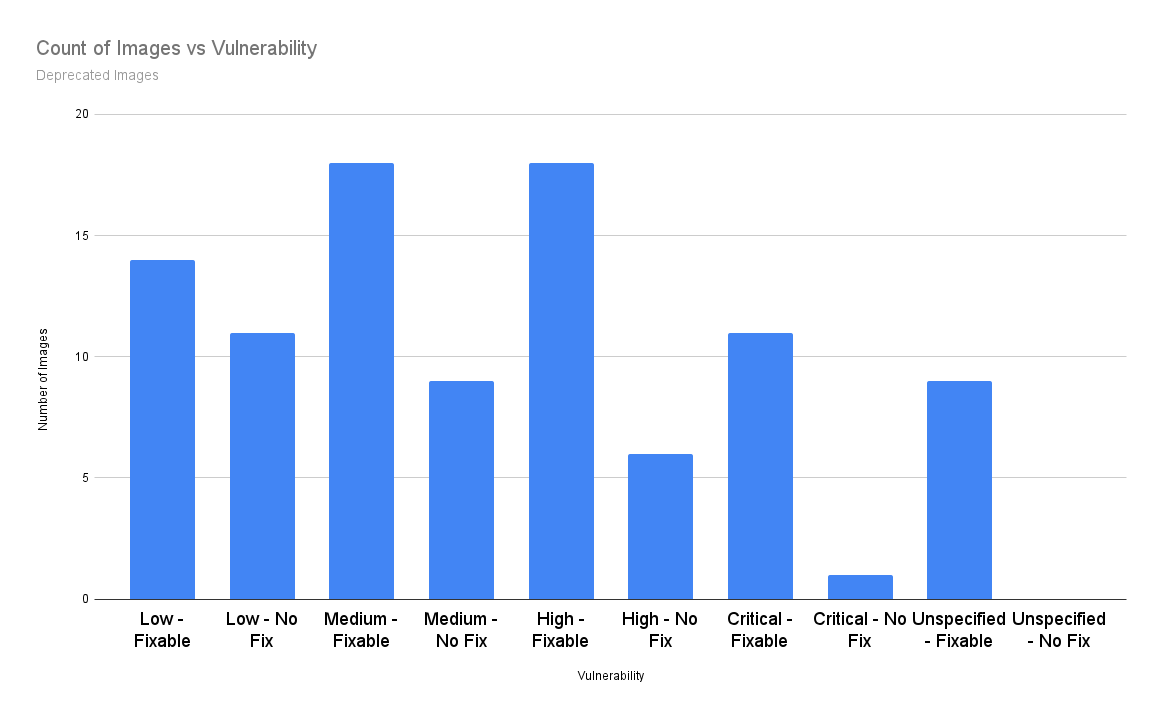 Count of Images vs Vulnerability
Deprecated Images
20
15
10
5
0
Number of Images
Low -
Fixable
Low - No
Fix
Medium -
Fixable
Medium -
No Fix
High -
Fixable
High - No
Fix
Critical -
Fixable
Critical - No
Fix
Unspecified
- Fixable
Unspecified
- No Fix
Vulnerability